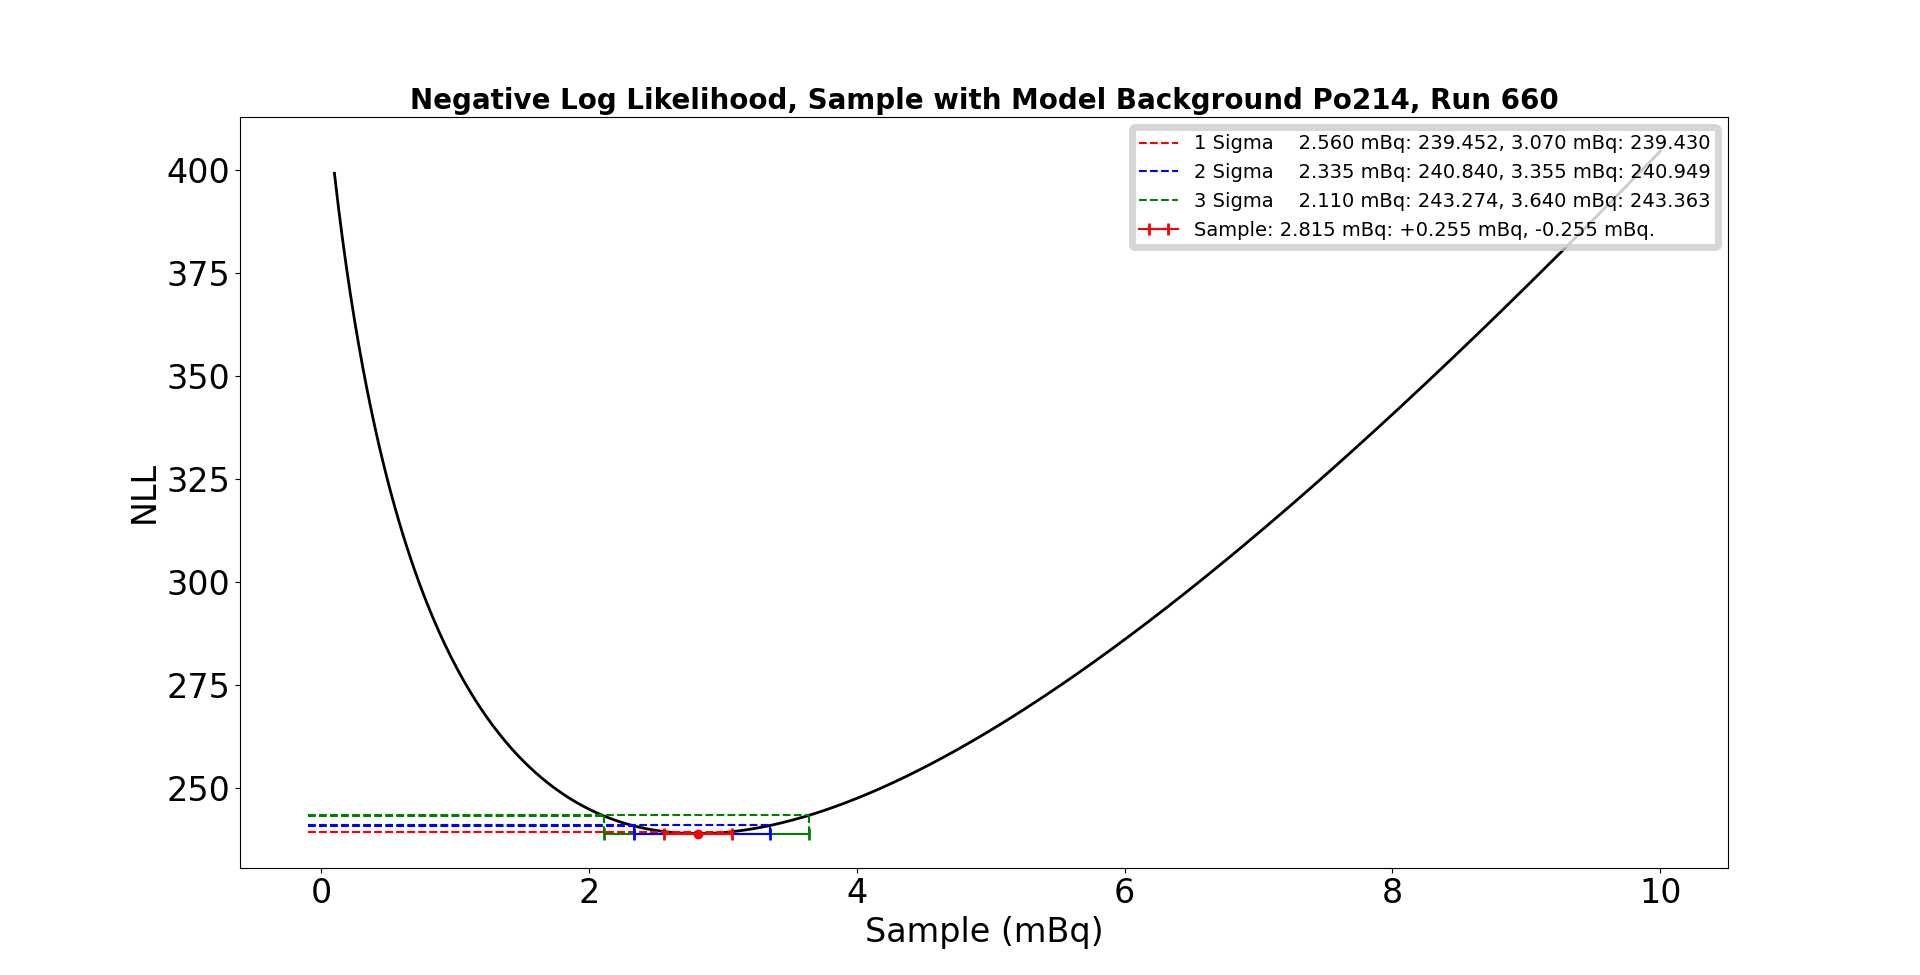 Negative Log Likelihood, Sample with Model Background Po214, Run 660
1 Sigma    2.560 mBq: 239.452, 3.070 mBq: 239.430
2 Sigma    2.335 mBq: 240.840, 3.355 mBq: 240.949
3 Sigma    2.110 mBq: 243.274, 3.640 mBq: 243.363
Sample: 2.815 mBq: +0.255 mBq, -0.255 mBq.
400
375
350
325
300
275
250
NLL
0 2 4 6 8 10
Sample (mBq)